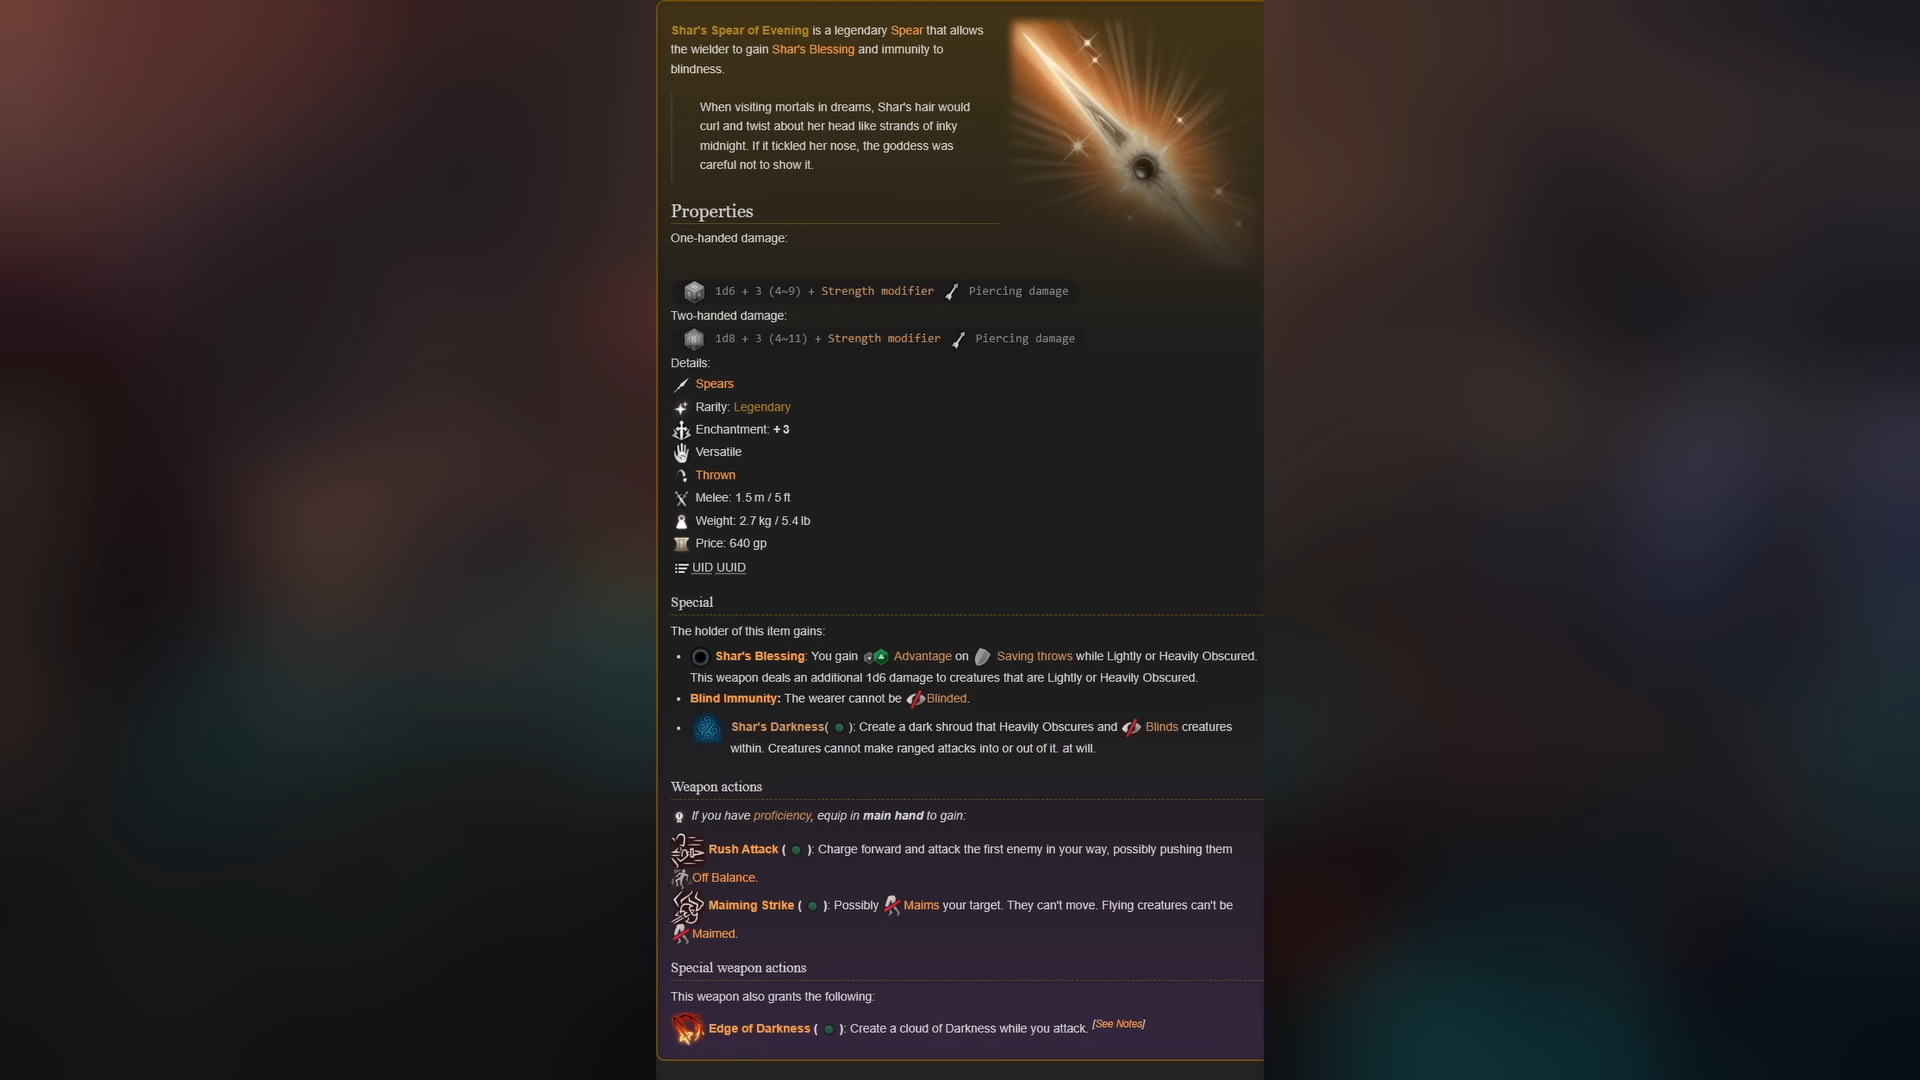 Shar's Spear of Evening is a legendary Spear that allows
the wielder to gain Shar's Blessing and immunity to
blindness.
When visiting mortals in dreams, Shar's hair would
curl and twist about her head like strands of inky
midnight. If it tickled her nose, the goddess was
careful not to show it.
Properties
One-handed damage:
1d6 + 3 (4~9) + Strength modifier Piercing damage
Two-handed damage:
1d8 + 3 (4~11) + Strength modifier Piercing damage
Details:
Spears
Rarity: Legendary
Enchantment: + 3
Versatile
Thrown
Melee: 1.5 m / 5 ft
Weight: 2.7 kg / 5.4 lb
Price: 640 gp
UID UUID
Special
The holder of this item gains:
• Shar's Blessing: You gain Advantage on Saving throws while Lightly or Heavily Obscured.
This weapon deals an additional 1d6 damage to creatures that are Lightly or Heavily Obscured.
• Blind Immunity: The wearer cannot be Blinded.
• Shar's Darkness( ): Create a dark shroud that Heavily Obscures and Blinds creatures
within. Creatures cannot make ranged attacks into or out of it. at will.
Weapon actions
If you have proficiency, equip in main hand to gain:
Rush Attack ( ): Charge forward and attack the first enemy in your way, possibly pushing them
Off Balance.
Maiming Strike ( ): Possibly Maims your target. They can't move. Flying creatures can't be
Maimed.
Special weapon actions
This weapon also grants the following:
Edge of Darkness ( ): Create a cloud of Darkness while you attack. [See Notes]